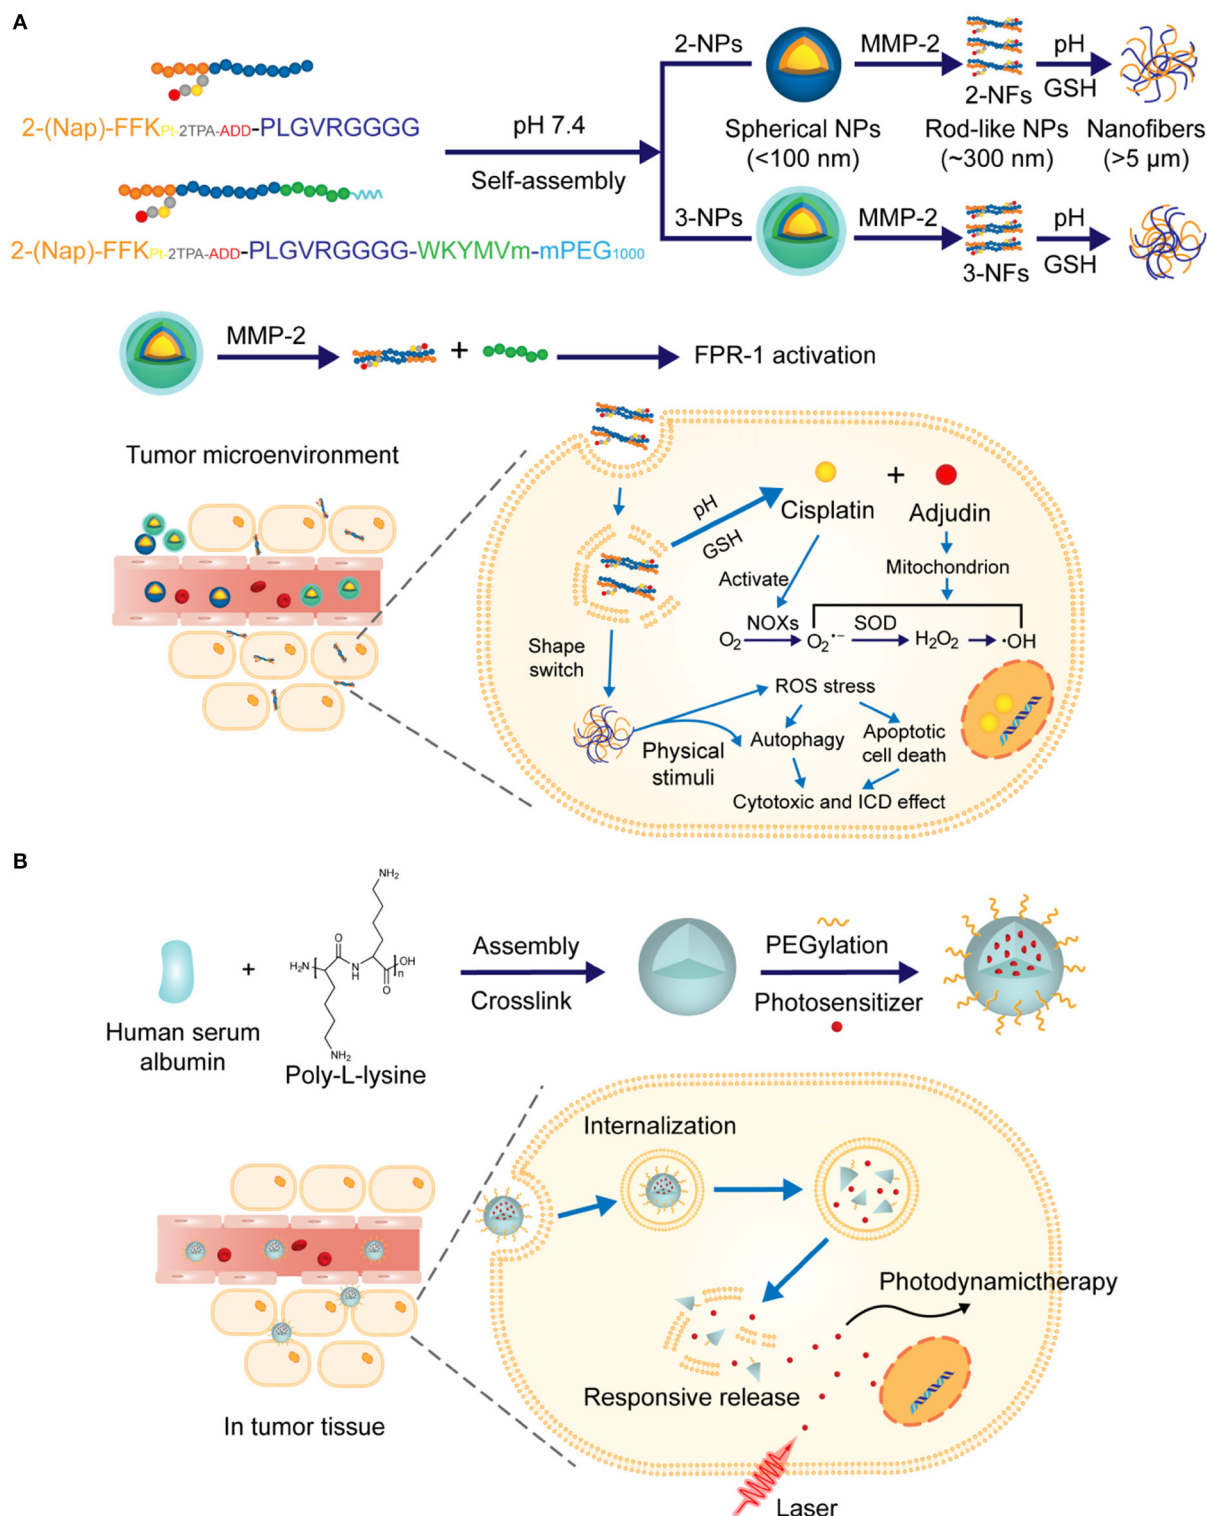 A
2-(Nap)-FFKPt-2TPA-ADD-PLGVRGGGG
2-(Nap)-FFKPt-2TPA-ADD-PLGVRGGGG-WKYMVm-mPEG1000
pH 7.4
Self-assembly
2-NPs
MMP-2
pH
GSH
2-NFs
Spherical NPs
(<100 nm)
Rod-like NPs
(~300 nm)
Nanofibers
(>5 μm)
3-NPs
MMP-2
pH
GSH
3-NFs
MMP-2
+
FPR-1 activation
Tumor microenvironment
pH
GSH
+
Cisplatin
Adjudin
Activate
Mitochondrion
NOXs
SOD
O2
O2•−
H2O2
·OH
Shape
switch
ROS stress
Physical
stimuli
Autophagy
Apoptotic
cell death
Cytotoxic and ICD effect
B
+
Human serum
albumin
NH2
O
H2N
N
H
OH
n
O
NH2
Poly-L-lysine
Assembly
Crosslink
PEGylation
Photosensitizer
Internalization
In tumor tissue
Photodynamictherapy
Responsive release
Laser